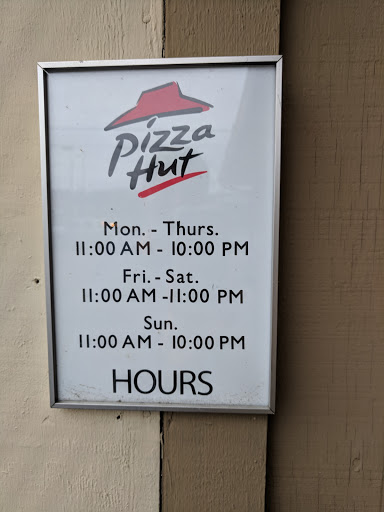 Pizza
Hut
Mon. - Thurs.
11:00 AM - 10:00 PM
Fri. - Sat.
11:00 AM -11:00 PM
Sun.
11:00 AM - 10:00 PM
HOURS